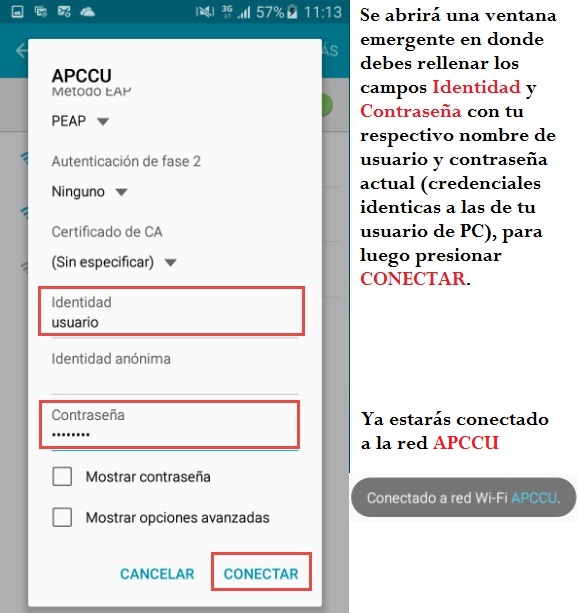 3G 57% 11:13
ÁS
APCCU
Método EAP
PEAP
Autenticación de fase 2
Ninguno
Certificado de CA
(Sin especificar)
Identidad
usuario
Identidad anónima
Contraseña
••••••••
Mostrar contraseña
Mostrar opciones avanzadas
CANCELAR CONECTAR
Se abrirá una ventana
emergente en donde
debes rellenar los
campos Identidad y
Contraseña con tu
respectivo nombre de
usuario y contraseña
actual (credenciales
identicas a las de tu
usuario de PC), para
luego presionar
CONECTAR.
Ya estarás conectado
a la red APCCU
Conectado a red Wi-Fi APCCU.